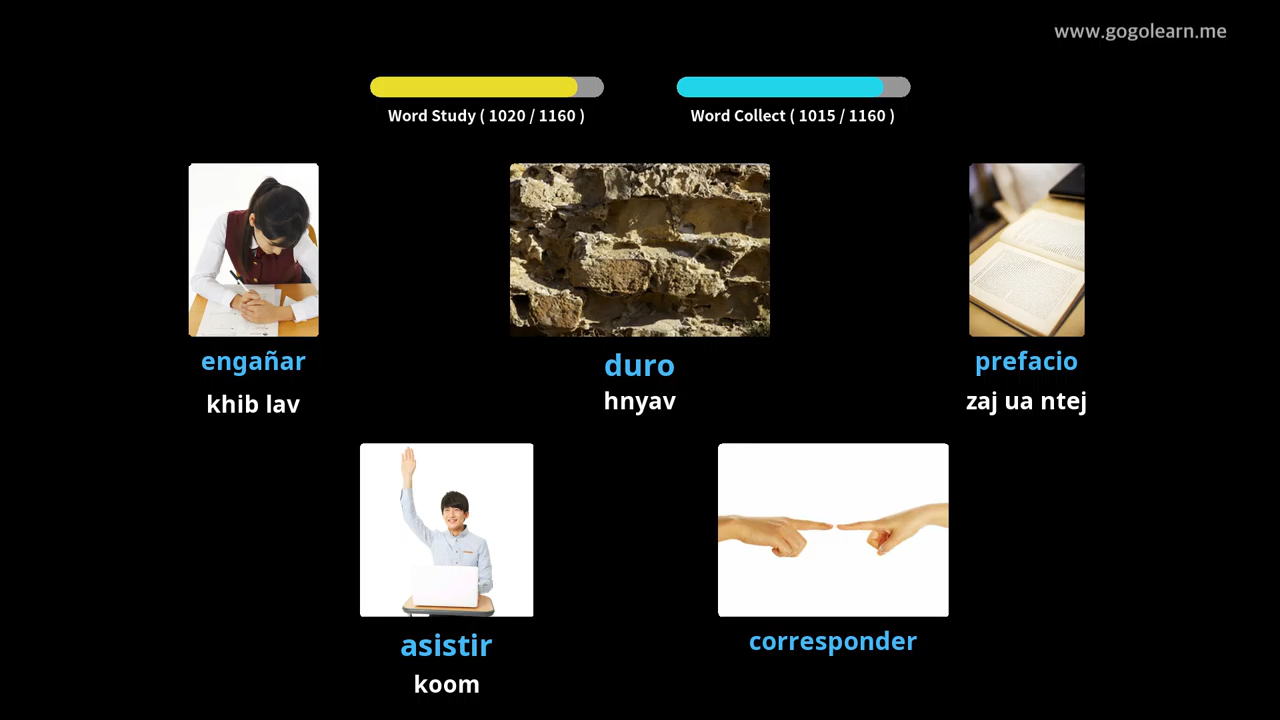 www.gogolearn.me
Word Study ( 1020 / 1160 )
Word Collect ( 1015 / 1160 )
engañar
khib lav
duro
hnyav
prefacio
zaj ua ntej
asistir
koom
corresponder